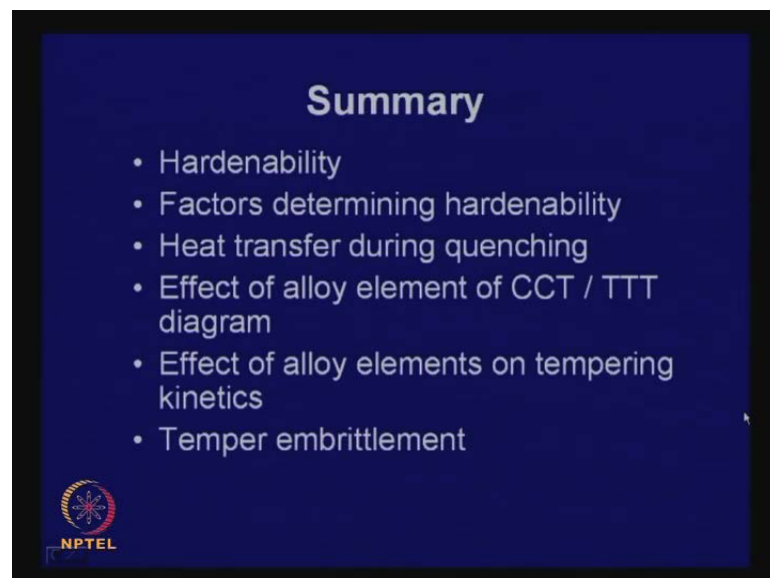 Summary
• Hardenability
• Factors determining hardenability
• Heat transfer during quenching
• Effect of alloy element of CCT / TTT
diagram
• Effect of alloy elements on tempering
kinetics
• Temper embrittlement
NPTEL